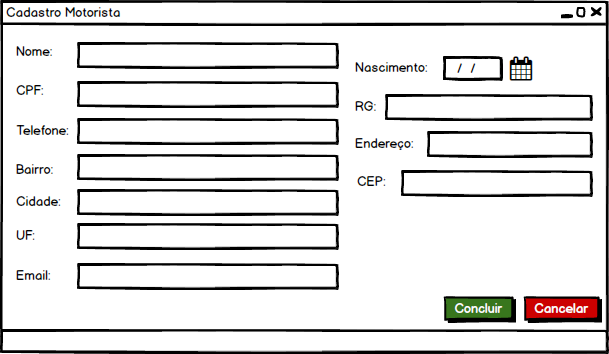 Cadastro Motorista
Nome:
CPF:
Telefone:
Bairro:
Cidade:
UF:
Email:
Nascimento: / /
RG:
Endereço:
CEP:
Concluir
Cancelar